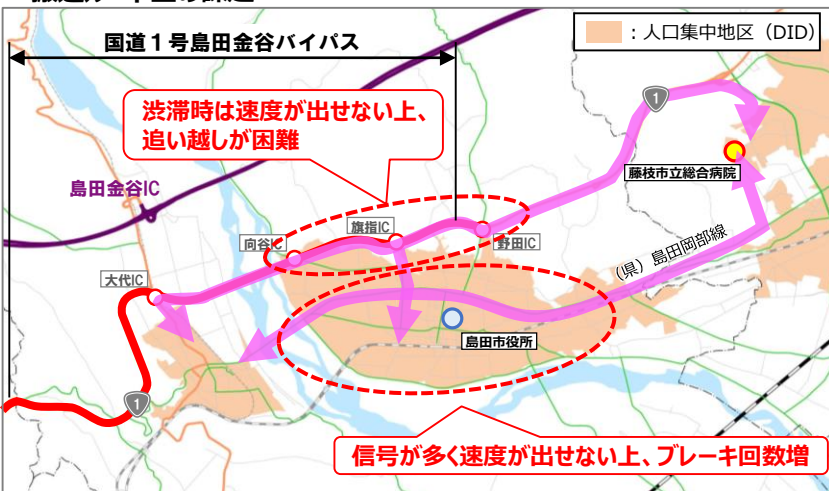 国道１号島田金谷バイパス
：人口集中地区（DID）
渋滞時は速度が出せない上、
追い越しが困難
1
藤枝市立総合病院
島田金谷IC
旗指IC
向谷IC
野田IC
（県）島田岡部線
大代IC
島田市役所
1
信号が多く速度が出せない上、ブレーキ回数増